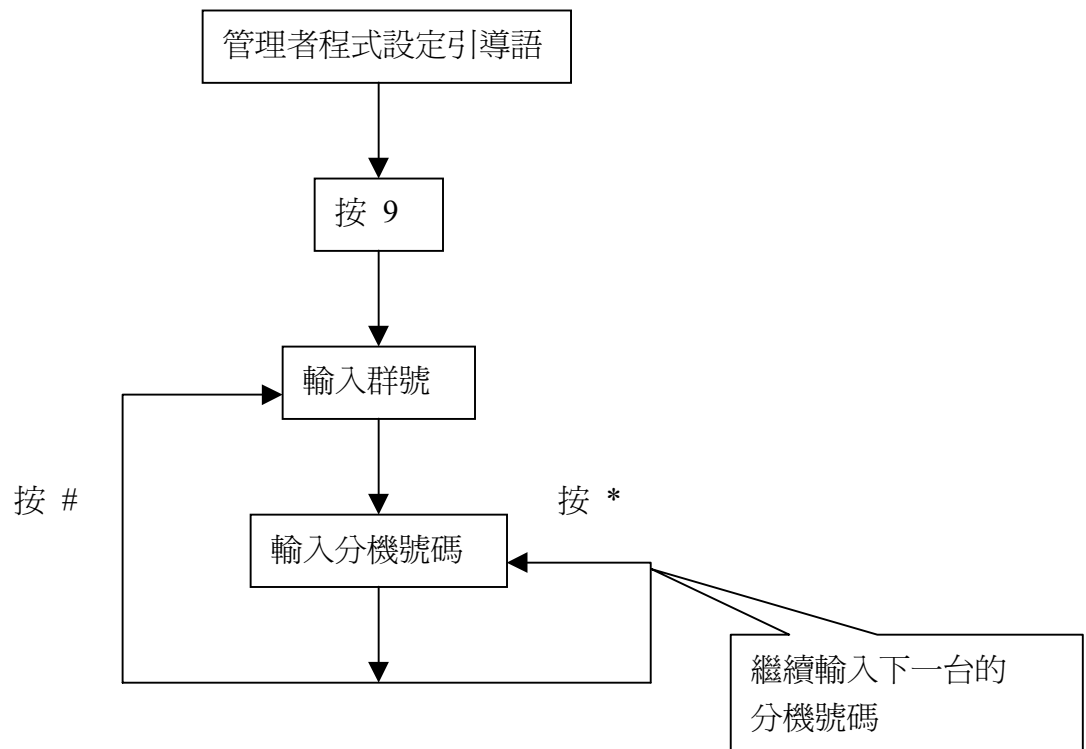 管理者程式設定引導語
按 9
輸入群號
按 #
按 *
輸入分機號碼
繼續輸入下一台的
分機號碼